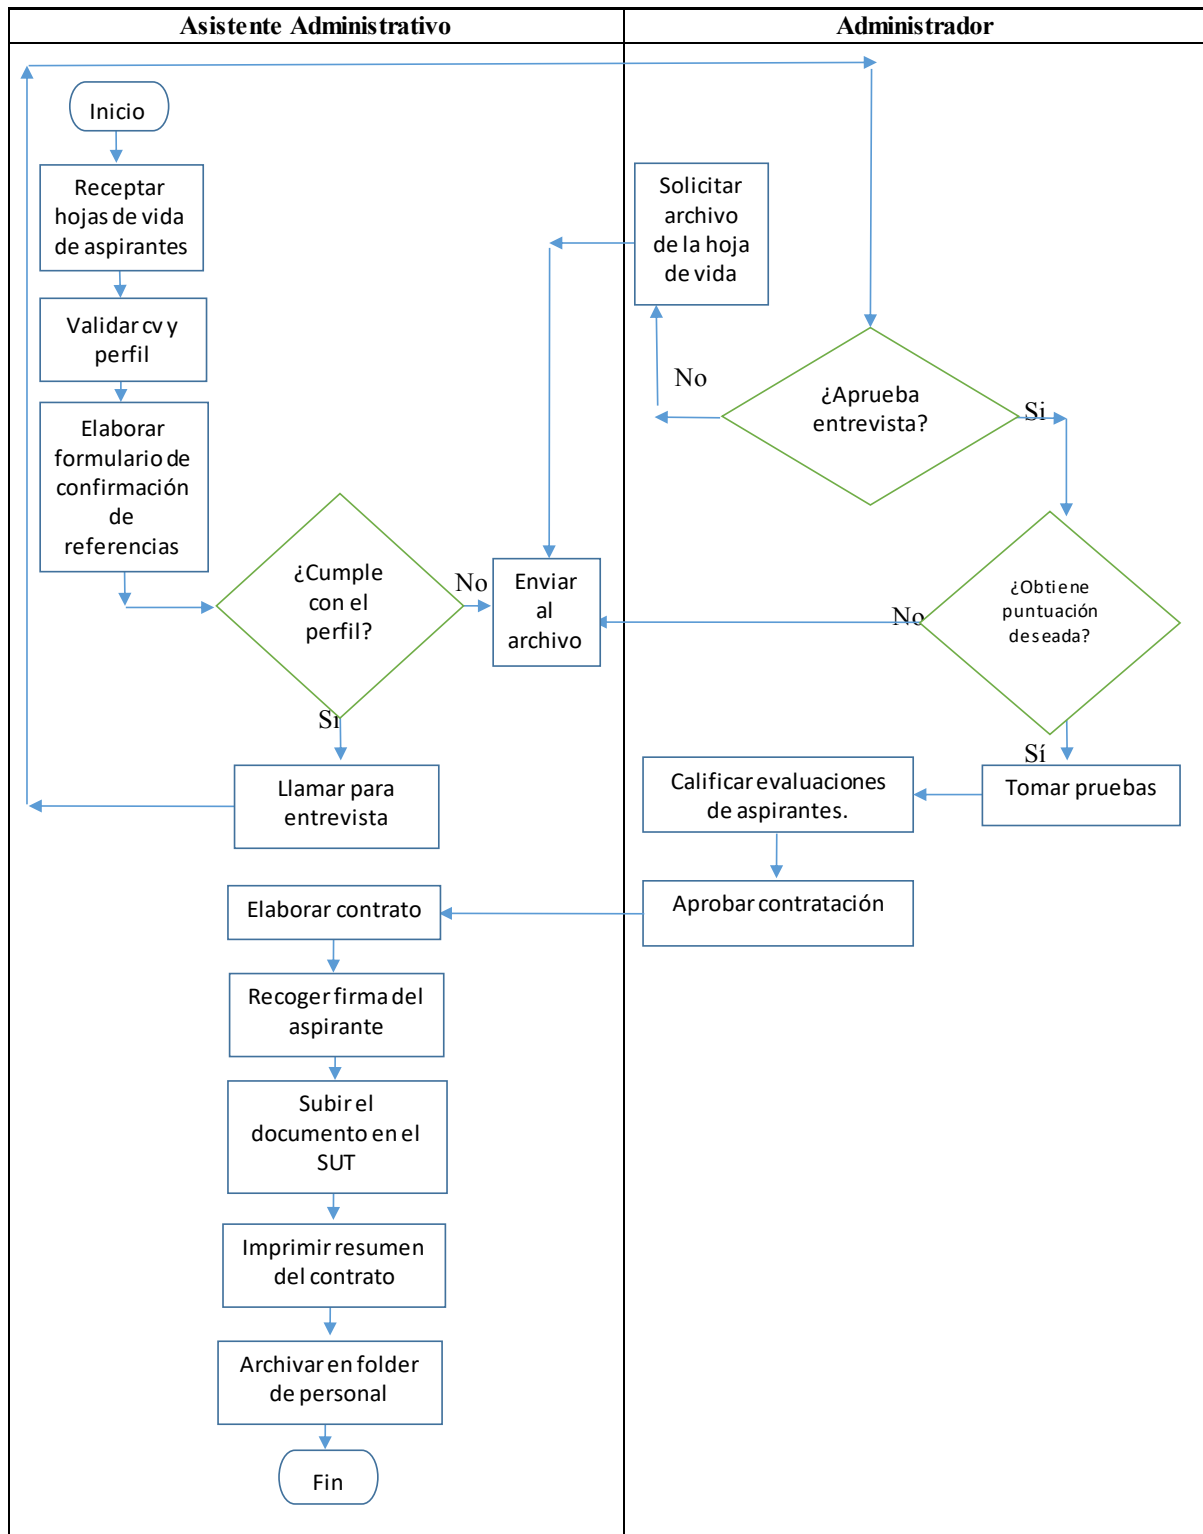 Asistente Administrativo
Administrador
Inicio
Receptar
hojas de vida
de aspirantes
Validar cv y
perfil
Elaborar
formulario de
confirmación
de
referencias
¿Cumple
con el
perfil?
No
Si
Enviar
al
archivo
Llamar para
entrevista
Solicitar
archivo
de la hoja
de vida
No
¿Aprueba
entrevista?
Si
¿Obtiene
puntuación
deseada?
No
Sí
Tomar pruebas
Calificar evaluaciones
de aspirantes.
Aprobar contratación
Elaborar contrato
Recoger firma del
aspirante
Subir el
documento en el
SUT
Imprimir resumen
del contrato
Archivar en folder
de personal
Fin